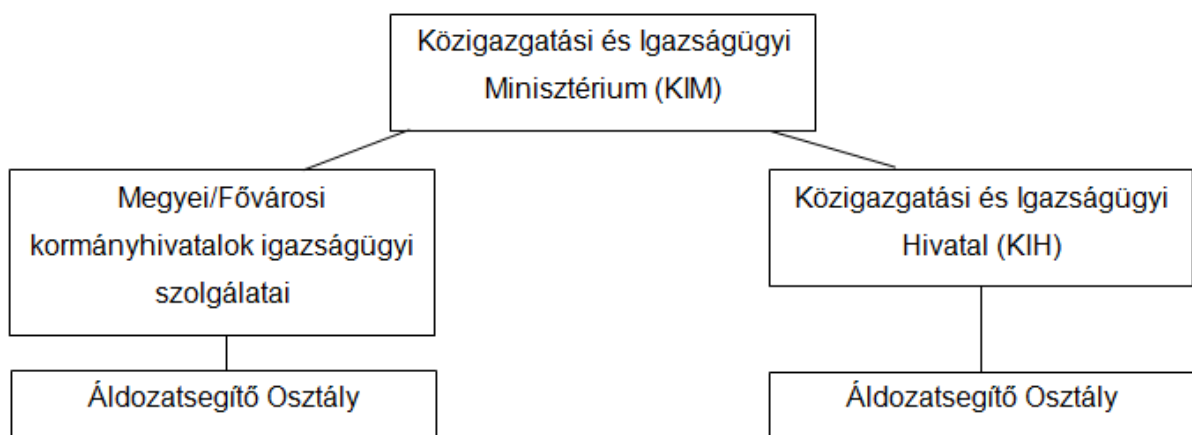 Közigazgatási és Igazságügyi
Minisztérium (KIM)
Megyei/Fővárosi
kormányhivatalok igazságügyi
szolgálatai
Közigazgatási és Igazságügyi
Hivatal (KIH)
Áldozatsegítő Osztály
Áldozatsegítő Osztály